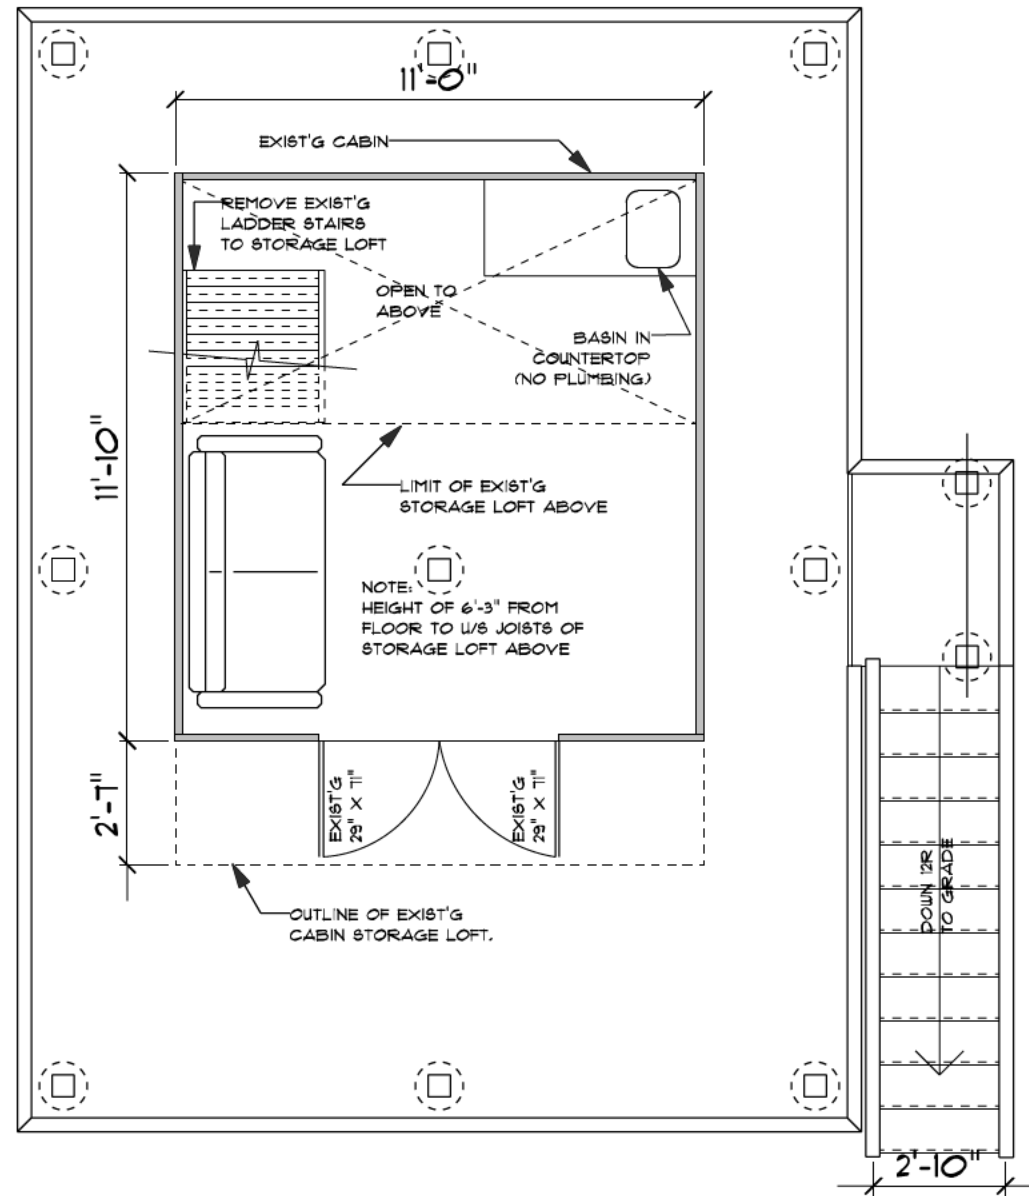 11'-0"
EXIST'G CABIN
REMOVE EXIST'G
LADDER STAIRS
TO STORAGE LOFT
OPEN TO
ABOVE
BASIN IN
COUNTERTOP
(NO PLUMBING)
11'-10"
LIMIT OF EXIST'G
STORAGE LOFT ABOVE
NOTE:
HEIGHT OF 6'-3" FROM
FLOOR TO U/S JOISTS OF
STORAGE LOFT ABOVE
2'-7"
EXIST'G
29" X 71"
EXIST'G
29" X 71"
DOWN 12R
TO GRADE
OUTLINE OF EXIST'G
CABIN STORAGE LOFT.
2'-10"